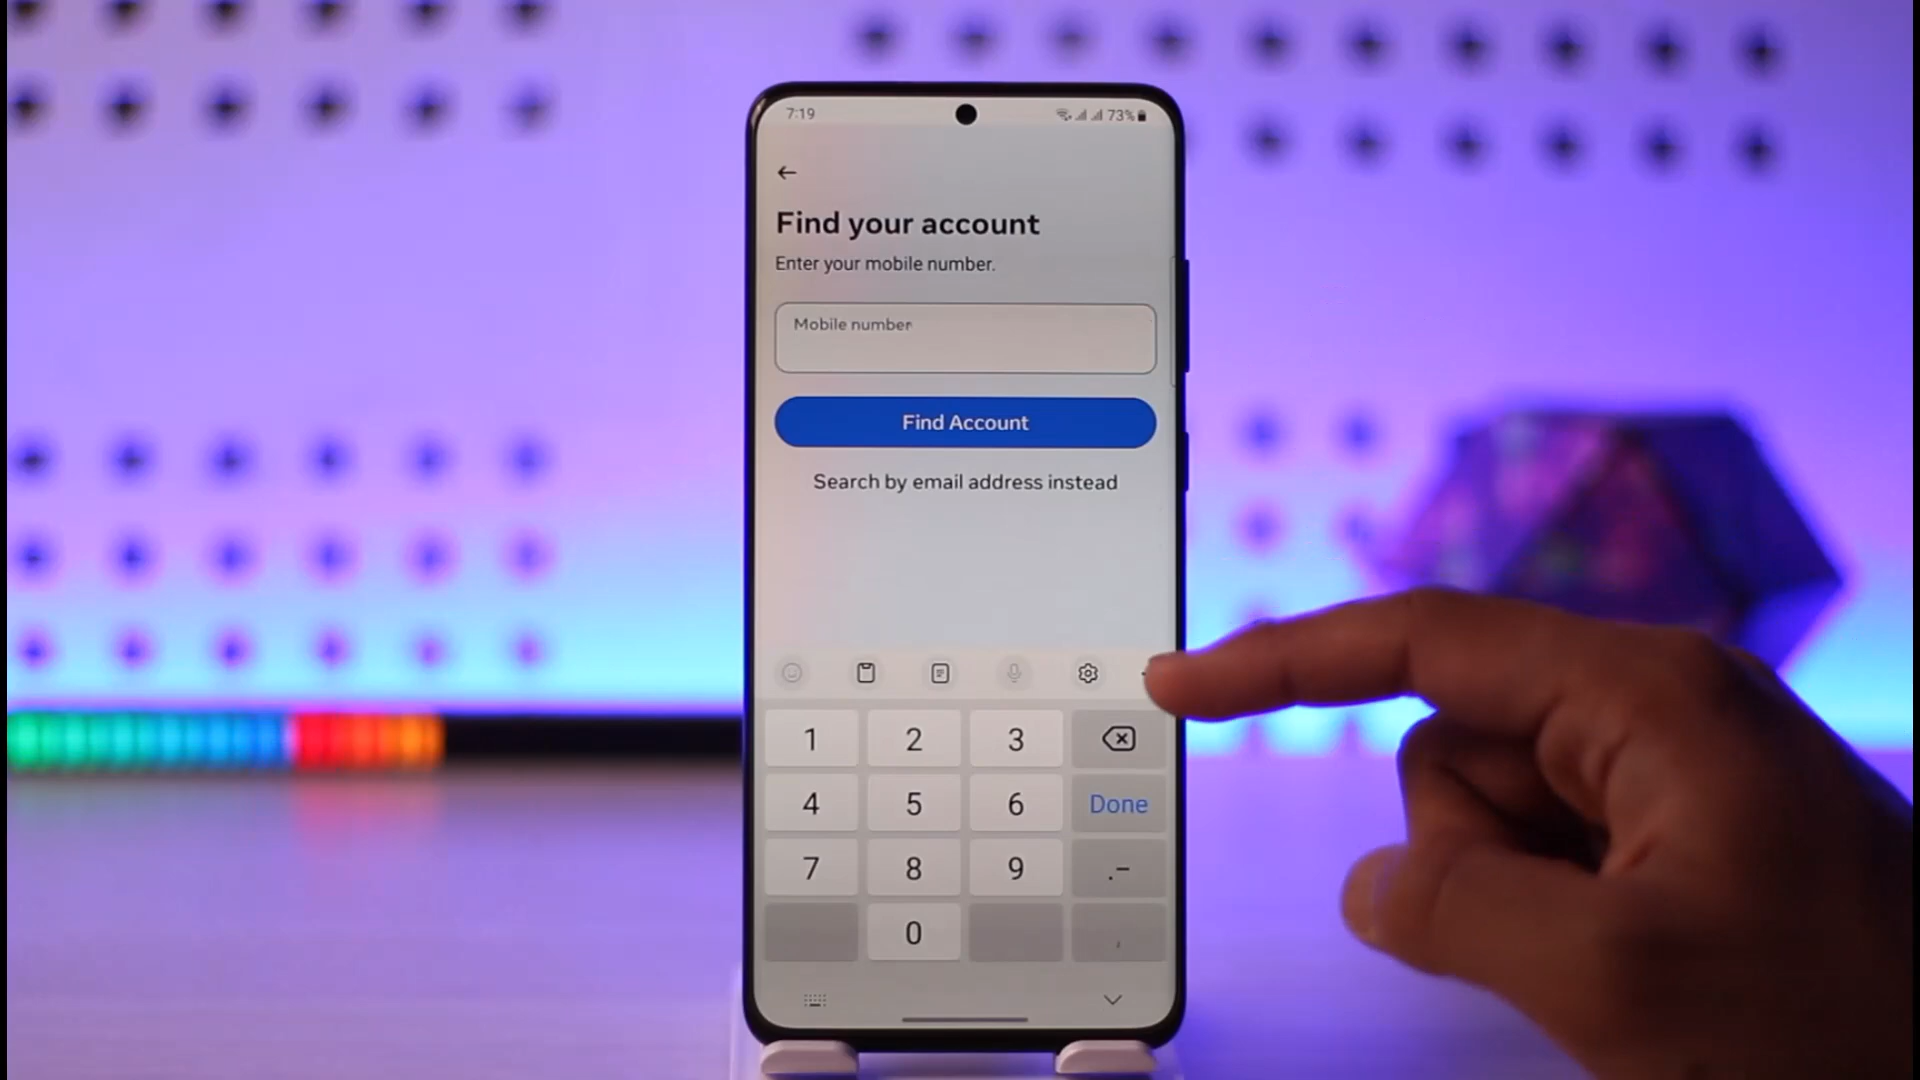 7:19
73%
Find your account
Enter your mobile number.
Mobile number
Find Account
Search by email address instead
1 2 3
4 5 6 Done
7 8 9 .-
0 ,